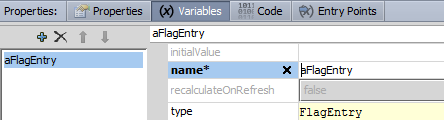 Properties: Properties (x) Variables Code Entry Points
aFlagEntry
aFlagEntry
initialValue
name* aFlagEntry
recalculateOnRefresh false
type FlagEntry